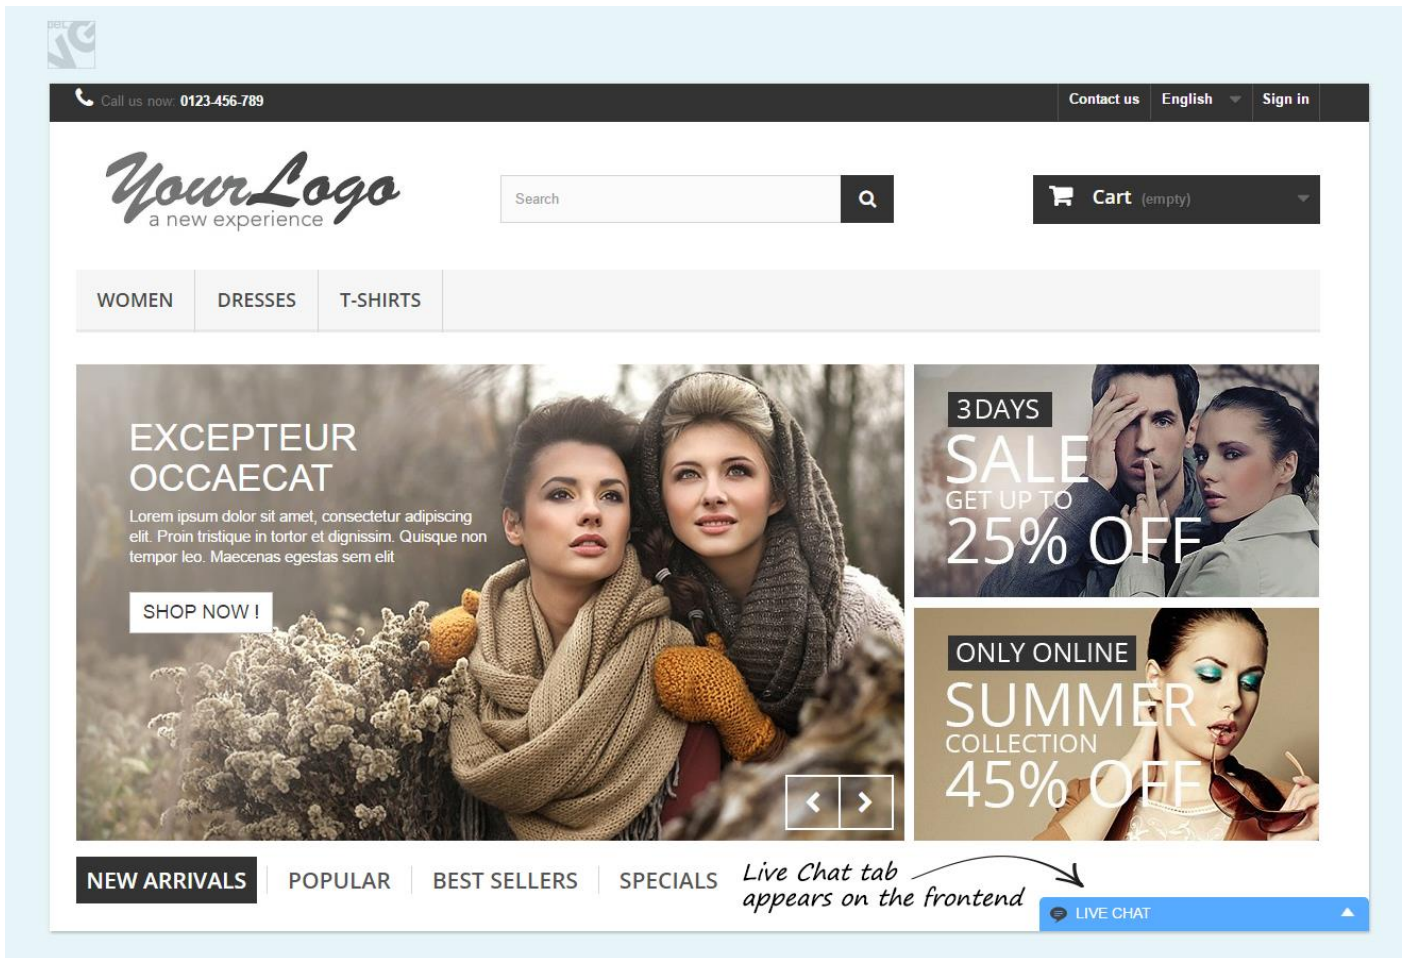 Call us now: 0123-456-789
Contact us English Sign in
YourLogo
a new experience
Search
Cart (empty)
WOMEN DRESSES T-SHIRTS
EXCEPTEUR
OCCAECAT
Lorem ipsum dolor sit amet, consectetur adipiscing
elit. Proin tristique in tortor et dignissim. Quisque non
tempor leo. Maecenas egestas sem elit
SHOP NOW !
3 DAYS
SALE
GET UP TO
25% OFF
ONLY ONLINE
SUMMER
COLLECTION
45% OFF
NEW ARRIVALS POPULAR BEST SELLERS SPECIALS
Live Chat tab
appears on the frontend
LIVE CHAT